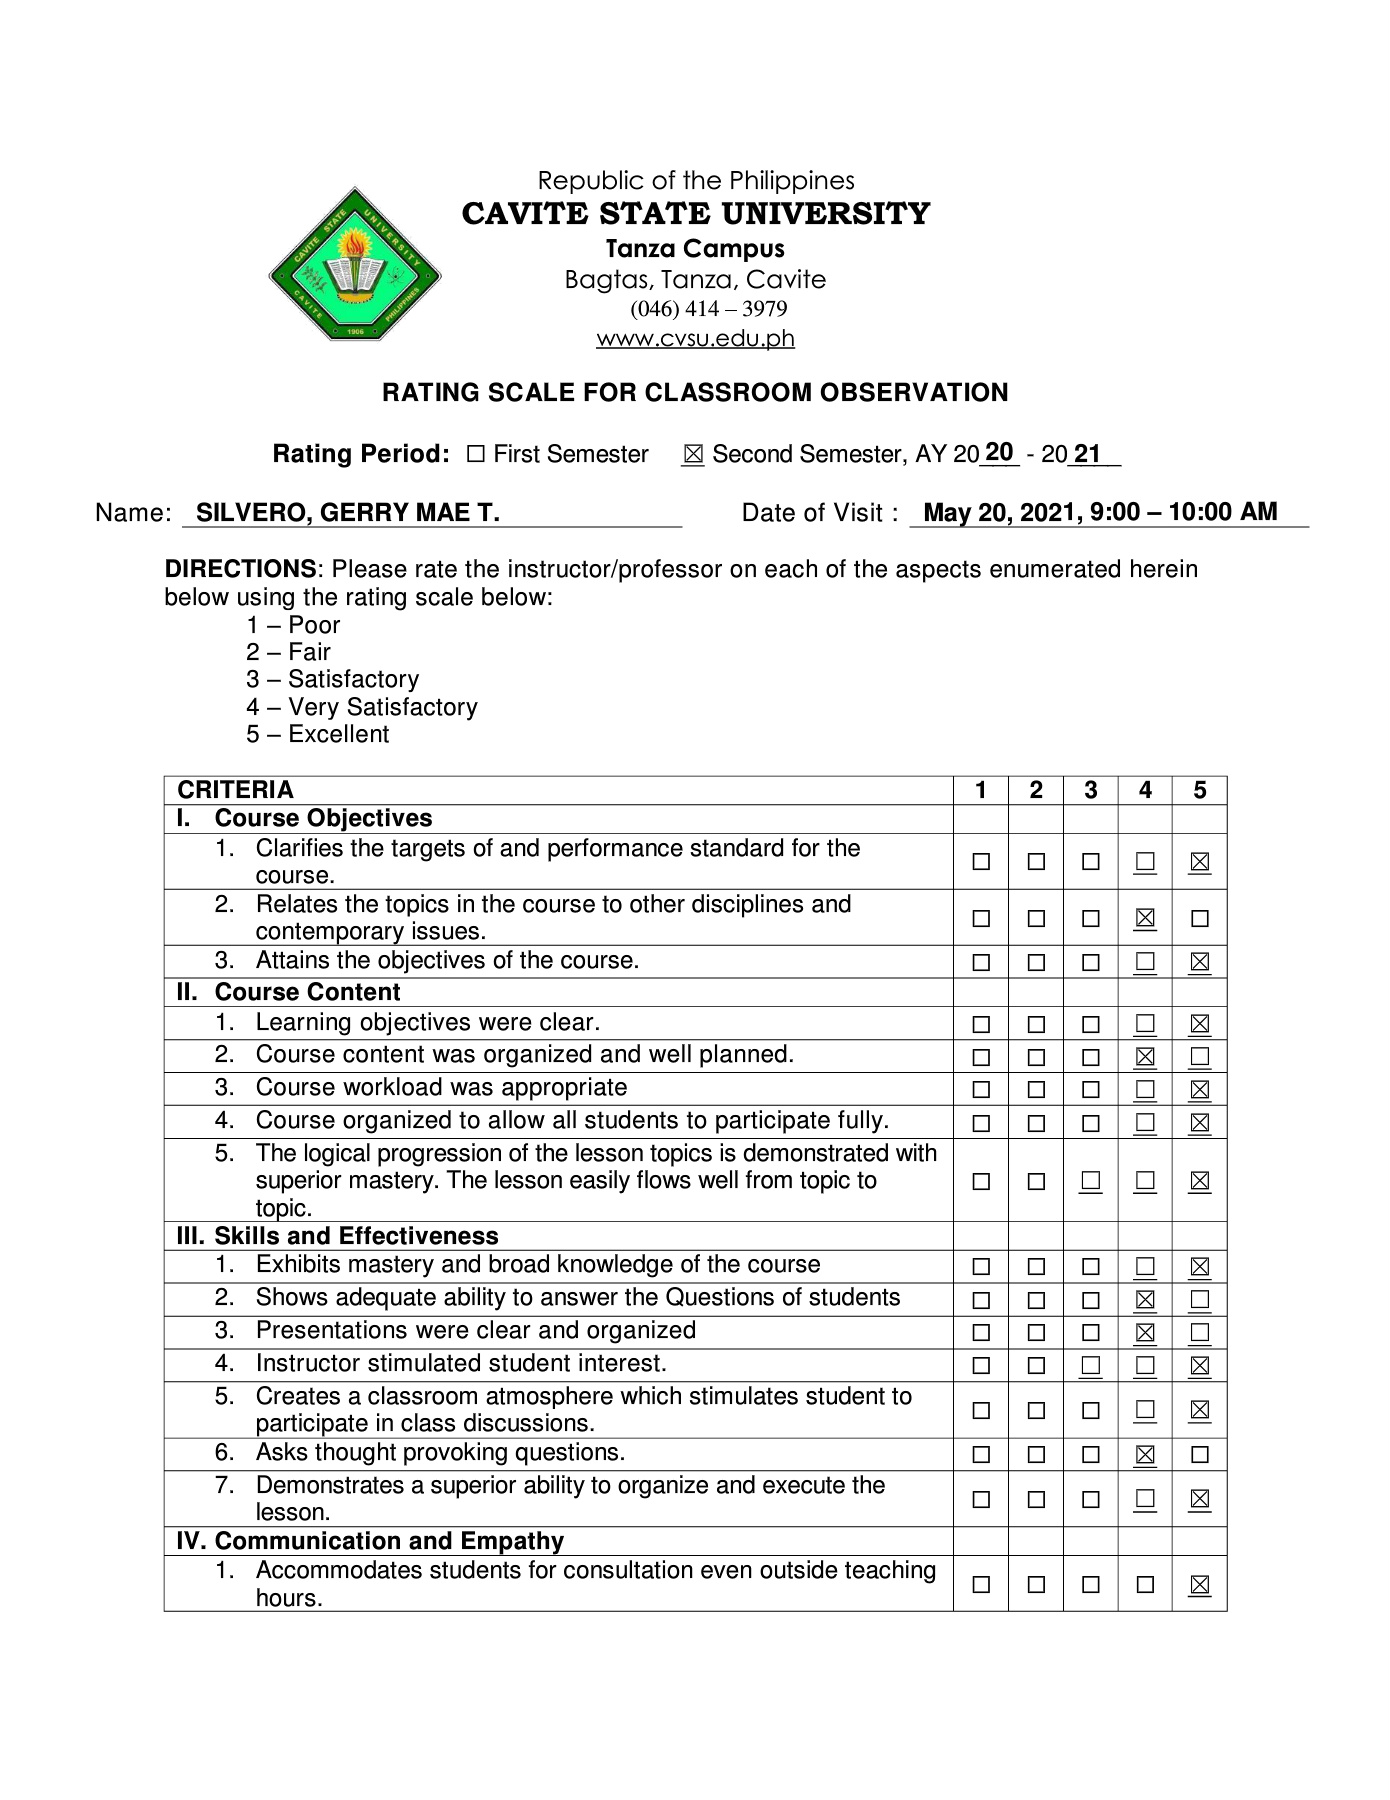 Republic of the Philippines
CAVITE STATE UNIVERSITY
Tanza Campus
Bagtas, Tanza, Cavite
(046) 414 – 3979
www.cvsu.edu.ph
CAVITE STATE UNIVERSITY
CAVITE PHILIPPINES
1906
RATING SCALE FOR CLASSROOM OBSERVATION
Rating Period: ☐ First Semester ☒ Second Semester, AY 20 20 - 20 21
Name: SILVERO, GERRY MAE T. Date of Visit : May 20, 2021, 9:00 – 10:00 AM
DIRECTIONS: Please rate the instructor/professor on each of the aspects enumerated herein
below using the rating scale below:
1 – Poor
2 – Fair
3 – Satisfactory
4 – Very Satisfactory
5 – Excellent
CRITERIA 1 2 3 4 5
I. Course Objectives
1. Clarifies the targets of and performance standard for the
course. ☐ ☐ ☐ ☐ ☒
2. Relates the topics in the course to other disciplines and
contemporary issues. ☐ ☐ ☐ ☒ ☐
3. Attains the objectives of the course. ☐ ☐ ☐ ☐ ☒
II. Course Content
1. Learning objectives were clear. ☐ ☐ ☐ ☐ ☒
2. Course content was organized and well planned. ☐ ☐ ☐ ☒ ☐
3. Course workload was appropriate ☐ ☐ ☐ ☐ ☒
4. Course organized to allow all students to participate fully. ☐ ☐ ☐ ☐ ☒
5. The logical progression of the lesson topics is demonstrated with
superior mastery. The lesson easily flows well from topic to
topic. ☐ ☐ ☐ ☐ ☒
III. Skills and Effectiveness
1. Exhibits mastery and broad knowledge of the course ☐ ☐ ☐ ☐ ☒
2. Shows adequate ability to answer the Questions of students ☐ ☐ ☐ ☒ ☐
3. Presentations were clear and organized ☐ ☐ ☐ ☒ ☐
4. Instructor stimulated student interest. ☐ ☐ ☐ ☐ ☒
5. Creates a classroom atmosphere which stimulates student to
participate in class discussions. ☐ ☐ ☐ ☐ ☒
6. Asks thought provoking questions. ☐ ☐ ☐ ☒ ☐
7. Demonstrates a superior ability to organize and execute the
lesson. ☐ ☐ ☐ ☐ ☒
IV. Communication and Empathy
1. Accommodates students for consultation even outside teaching
hours. ☐ ☐ ☐ ☐ ☒